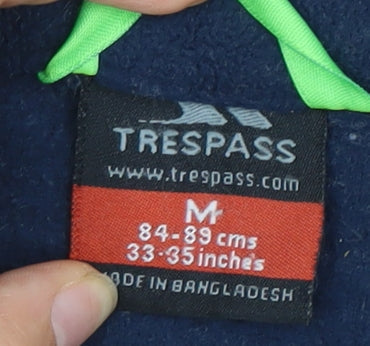 TRESPASS
www.trespass.com
M
84-89 cms
33-35 inches
MADE IN BANGLADESH